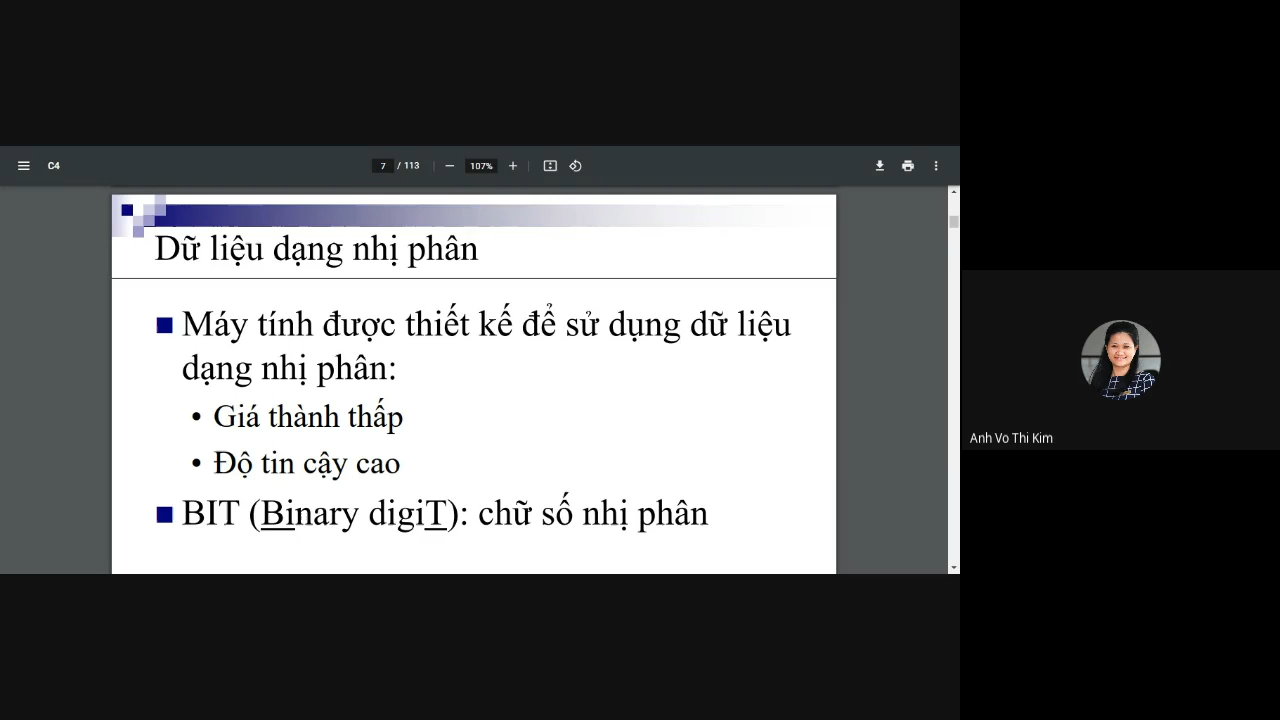 C4
7 / 113
107%
Dữ liệu dạng nhị phân
Máy tính được thiết kế để sử dụng dữ liệu
dạng nhị phân:
• Giá thành thấp
• Độ tin cậy cao
BIT (Binary digiT): chữ số nhị phân
Anh Vo Thi Kim